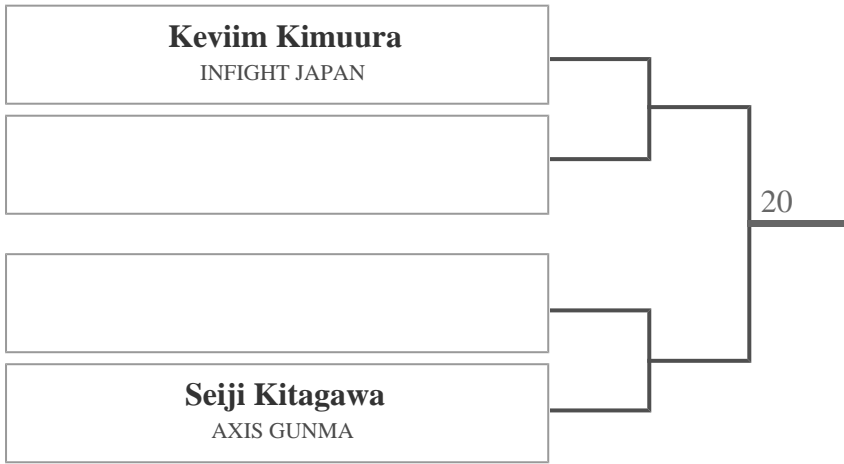 Keviim Kimuura
INFIGHT JAPAN
20
Seiji Kitagawa
AXIS GUNMA